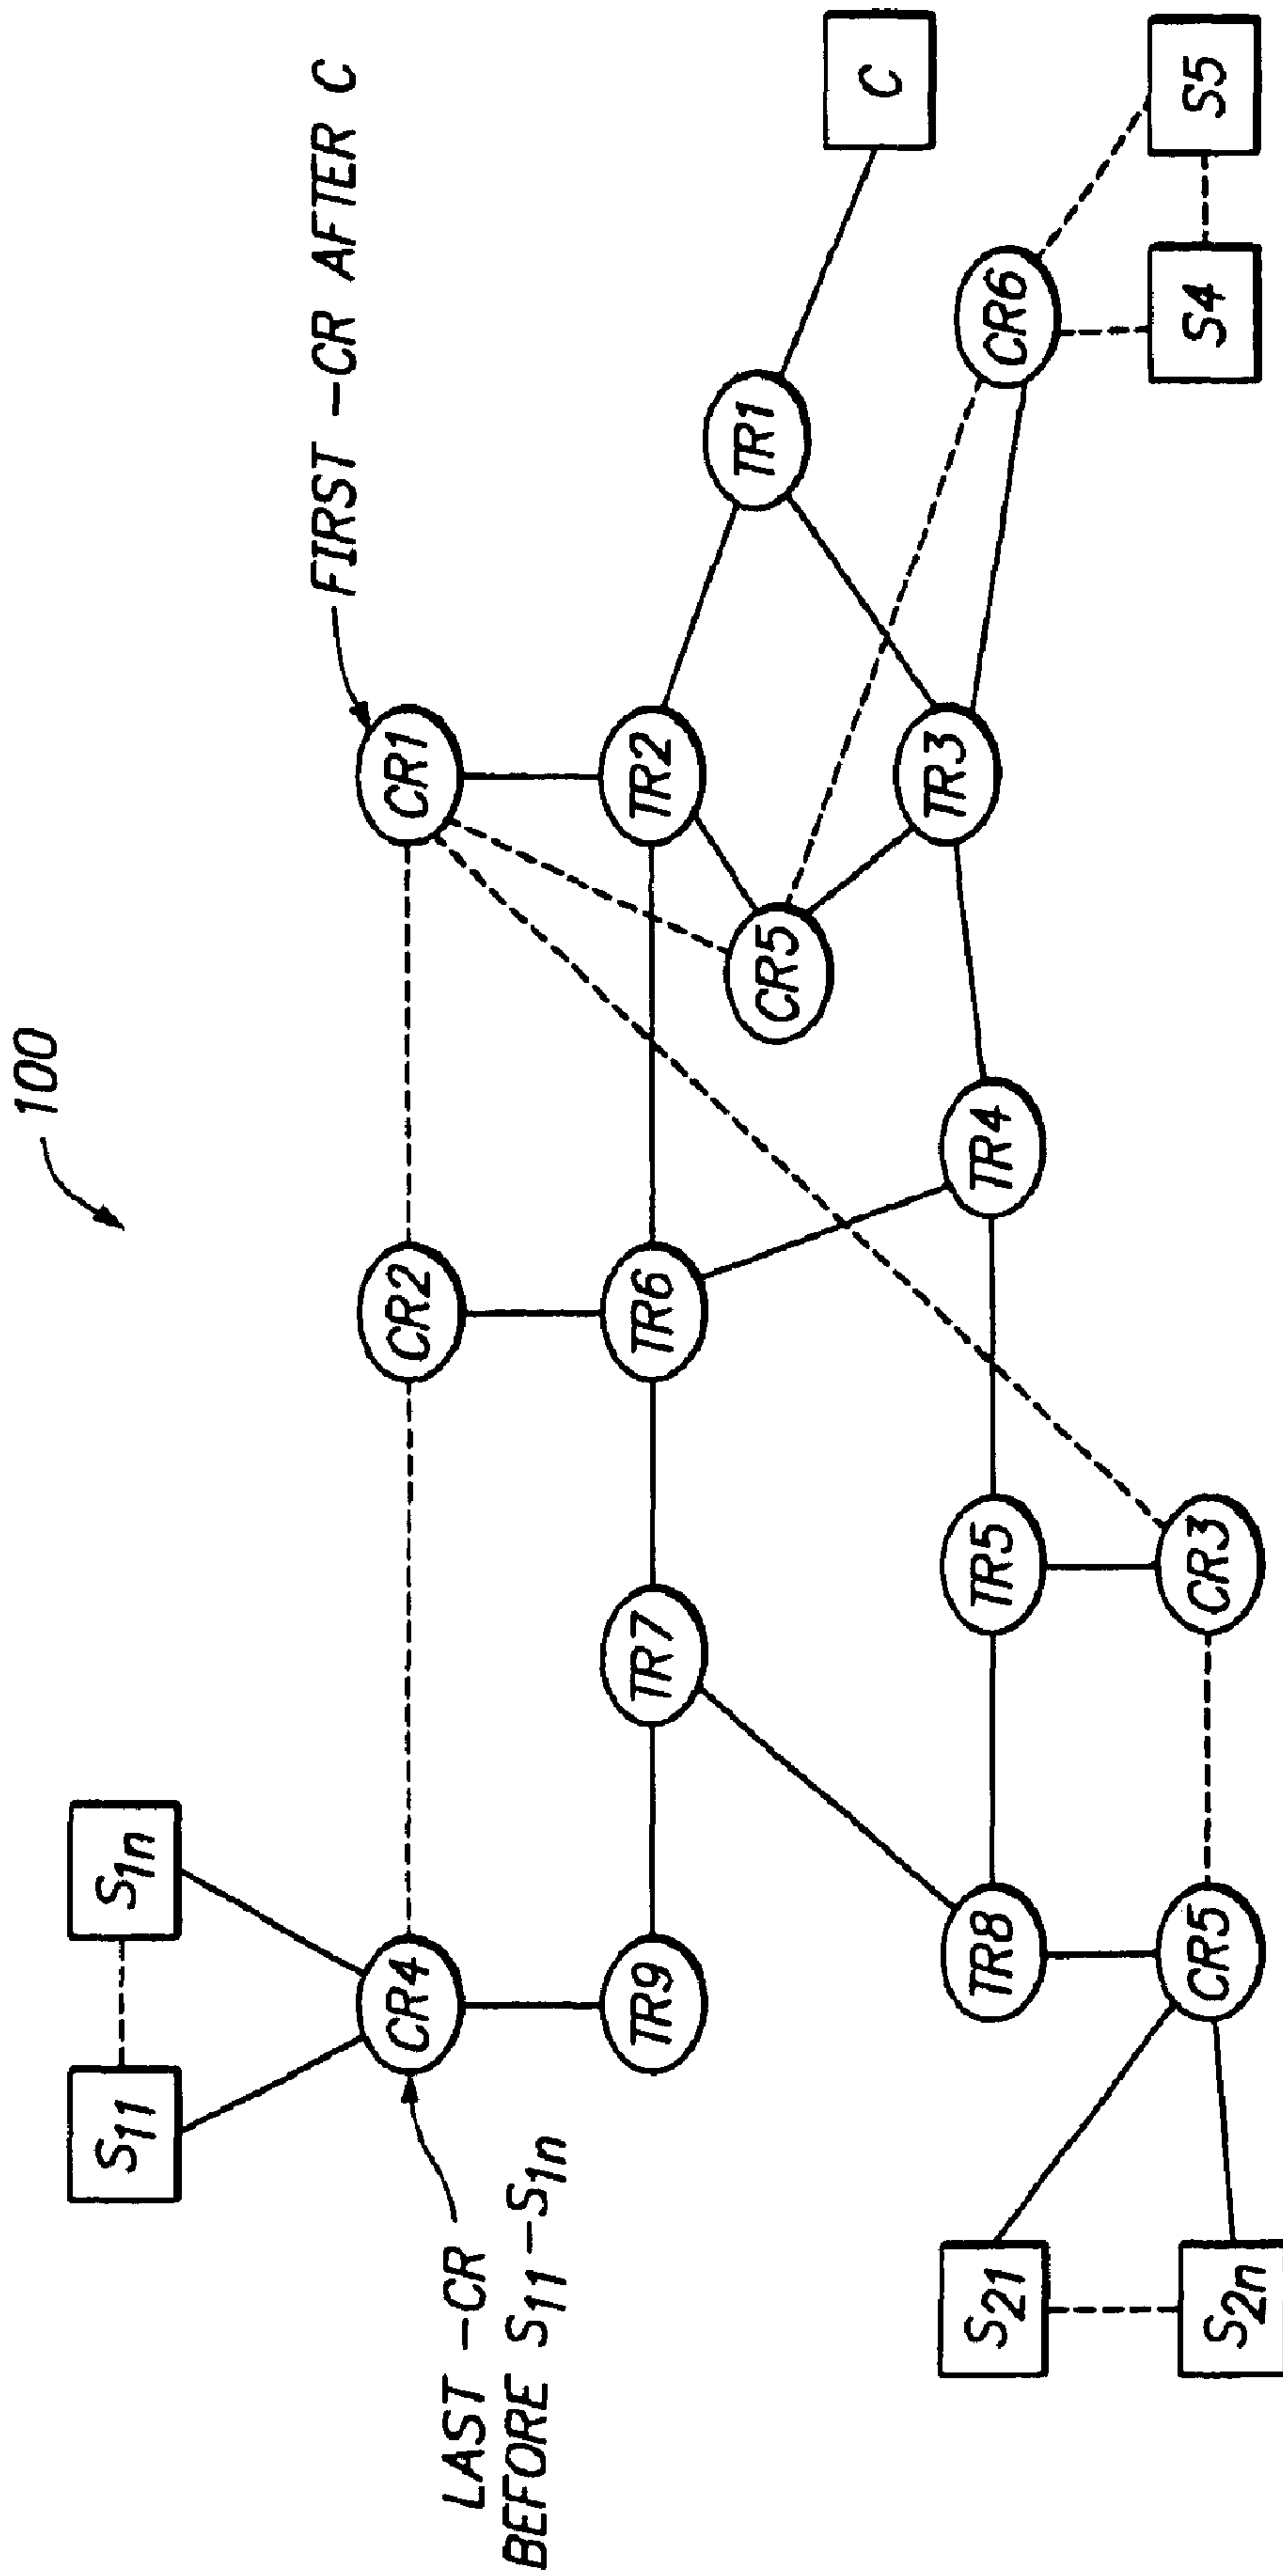 100
S11
S1n
FIRST -CR AFTER C
CR4
CR2
CR1
LAST -CR
BEFORE S11-S1n
TR9
TR7
TR6
TR2
TR1
CR5
C
TR3
S21
TR8
TR5
TR4
CR6
S2n
CR5
CR3
S4
S5